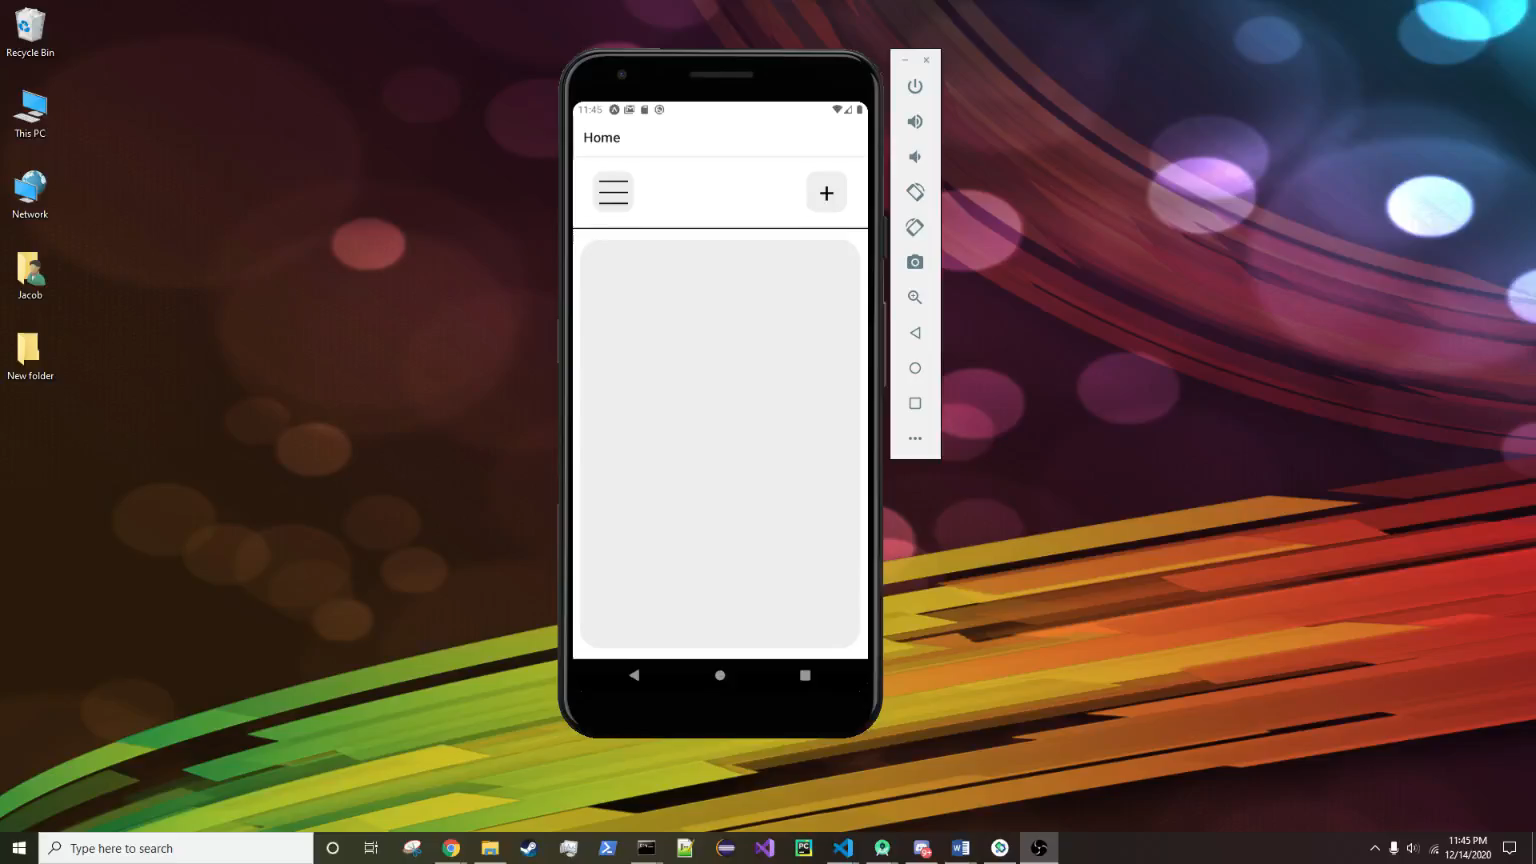 Recycle Bin
This PC
Network
Jacob
New folder
11:45
Home
+
Type here to search
11:45 PM
12/14/2020